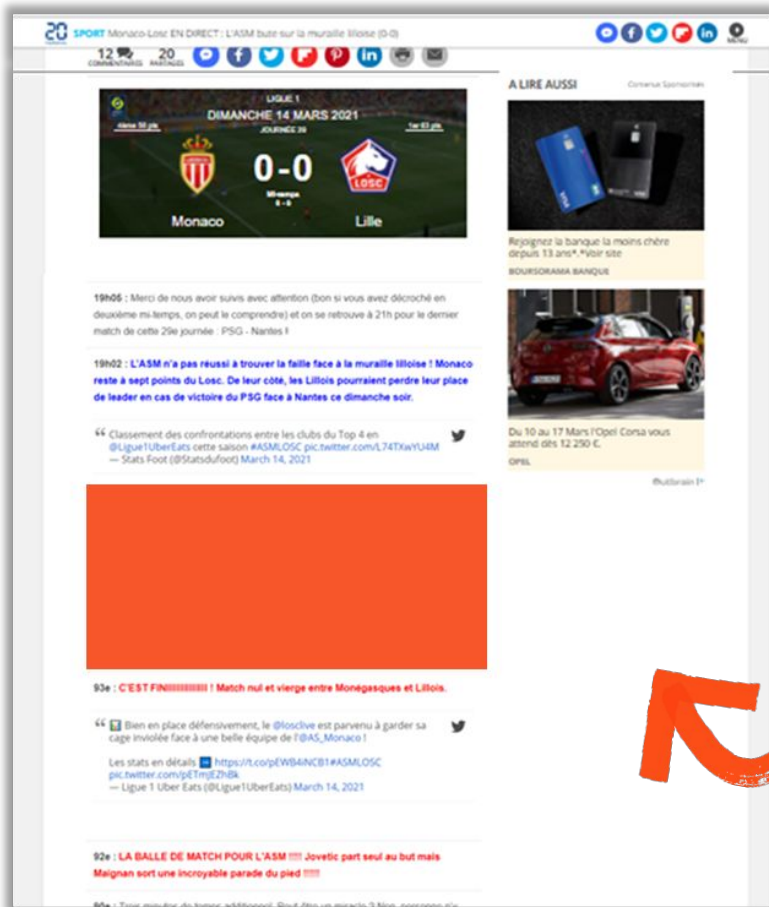 20 SPORT Monaco-Losc EN DIRECT : L'ASM bute sur la muraille lilloise (0-0)
MENU
12
20
COMMENTAIRES
PARTAGES
LIGUE 1
DIMANCHE 14 MARS 2021
4ème 56 pts
JOURNÉE 29
1er 63 pts
0-0
Mi-temps
0 - 0
LOSC
Monaco
Lille
19h05 : Merci de nous avoir suivis avec attention (bon si vous avez décroché en
deuxième mi-temps, on peut le comprendre) et on se retrouve à 21h pour le dernier
match de cette 29e journée : PSG - Nantes !
19h02 : L'ASM n'a pas réussi à trouver la faille face à la muraille lilloise ! Monaco
reste à sept points du Losc. De leur côté, les Lillois pourraient perdre leur place
de leader en cas de victoire du PSG face à Nantes ce dimanche soir.
Classement des confrontations entre les clubs du Top 4 en
@Ligue1UberEats cette saison #ASMLOSC pic.twitter.com/L74TXwYU4M
— Stats Foot (@Statsdufoot) March 14, 2021
93e : C'EST FINIIIIIIIIIIIIII ! Match nul et vierge entre Monégasques et Lillois.
Bien en place défensivement, le @losclive est parvenu à garder sa
cage inviolée face à une belle équipe de l'@AS_Monaco !
Les stats en détails https://t.co/pEWB4iNCB1#ASMLOSC
pic.twitter.com/pETmjEZhBk
— Ligue 1 Uber Eats (@Ligue1UberEats) March 14, 2021
92e : LA BALLE DE MATCH POUR L'ASM !!!!! Jovetic part seul au but mais
Maignan sort une incroyable parade du pied !!!!!
A LIRE AUSSI
Contenus Sponsorisés
VISA
VISA
Rejoignez la banque la moins chère
depuis 13 ans*.*Voir site
BOURSORAMA BANQUE
Du 10 au 17 Mars l'Opel Corsa vous
attend dès 12 250 €.
OPEL
Outbrain